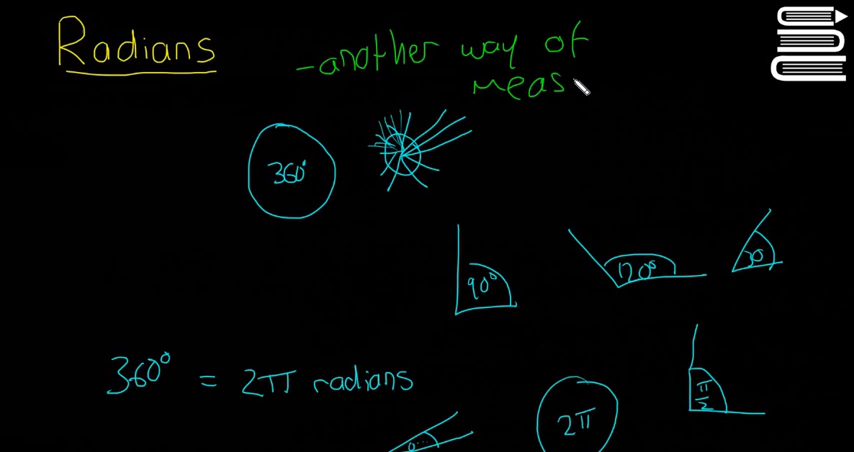 Radians
- another way of
meas
360°
90°
120°
30
360° = 2π radians
2π
π/2